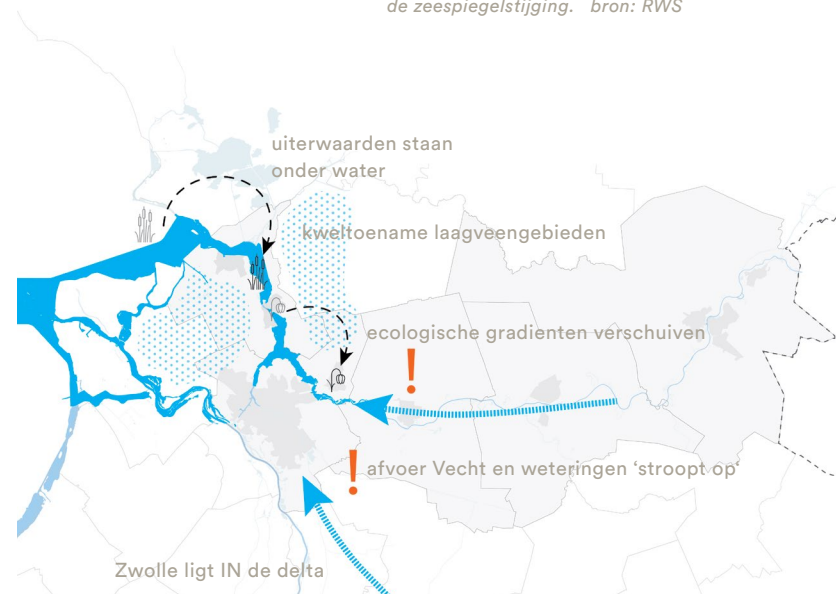 de zeespiegelstijging. bron: RWS
uiterwaarden staan
onder water
kweltoename laagveengebieden
ecologische gradienten verschuiven
!
! afvoer Vecht en weteringen ‘stroopt op‘
Zwolle ligt IN de delta